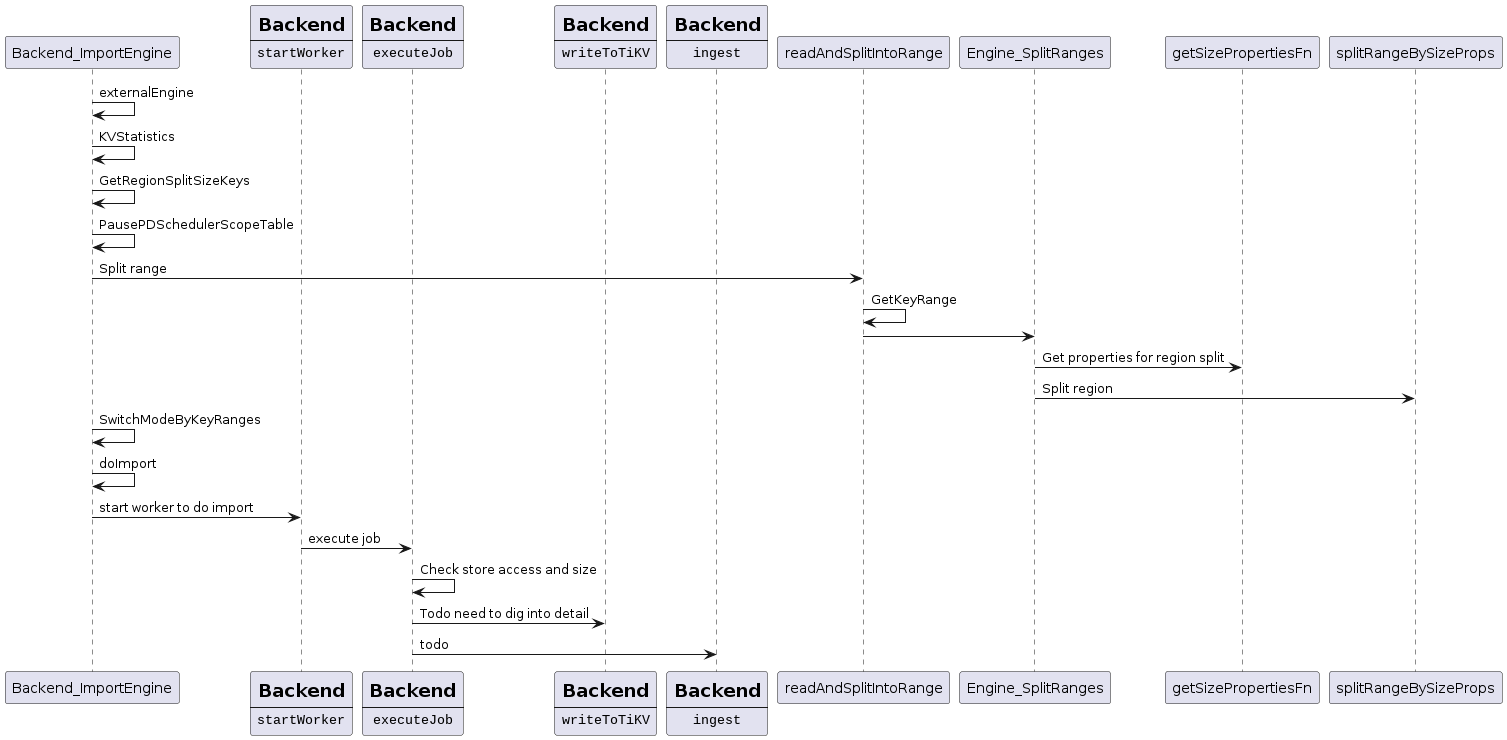 Backend_ImportEngine
Backend
startWorker
Backend
executeJob
Backend
writeToTiKV
Backend
ingest
readAndSplitIntoRange
Engine_SplitRanges
getSizePropertiesFn
splitRangeBySizeProps
externalEngine
KVStatistics
GetRegionSplitSizeKeys
PausePDSchedulerScopeTable
Split range
GetKeyRange
Get properties for region split
Split region
SwitchModeByKeyRanges
doImport
start worker to do import
execute job
Check store access and size
Todo need to dig into detail
todo
Backend_ImportEngine
Backend
startWorker
Backend
executeJob
Backend
writeToTiKV
Backend
ingest
readAndSplitIntoRange
Engine_SplitRanges
getSizePropertiesFn
splitRangeBySizeProps